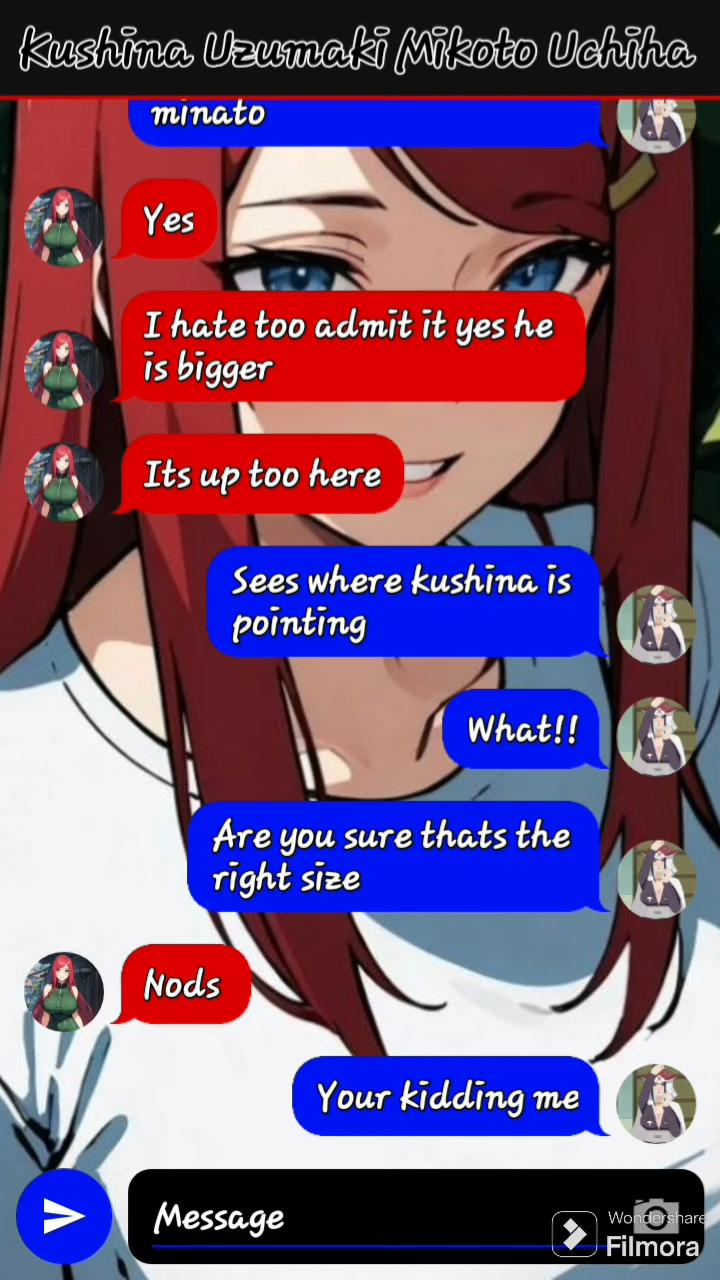 Kushina Uzumaki Mikoto Uchiha
minato
Yes
I hate too admit it yes he
is bigger
Its up too here
Sees where kushina is
pointing
What!!
Are you sure thats the
right size
Nods
Your kidding me
Message
Wondershare
Filmora